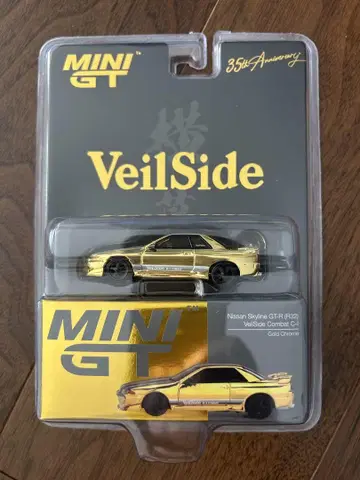 MINI
GT
35th Anniversary
VeilSide
MINI
GT
Nissan Skyline GT-R (R32)
VeilSide Combat C-I
Gold Chrome